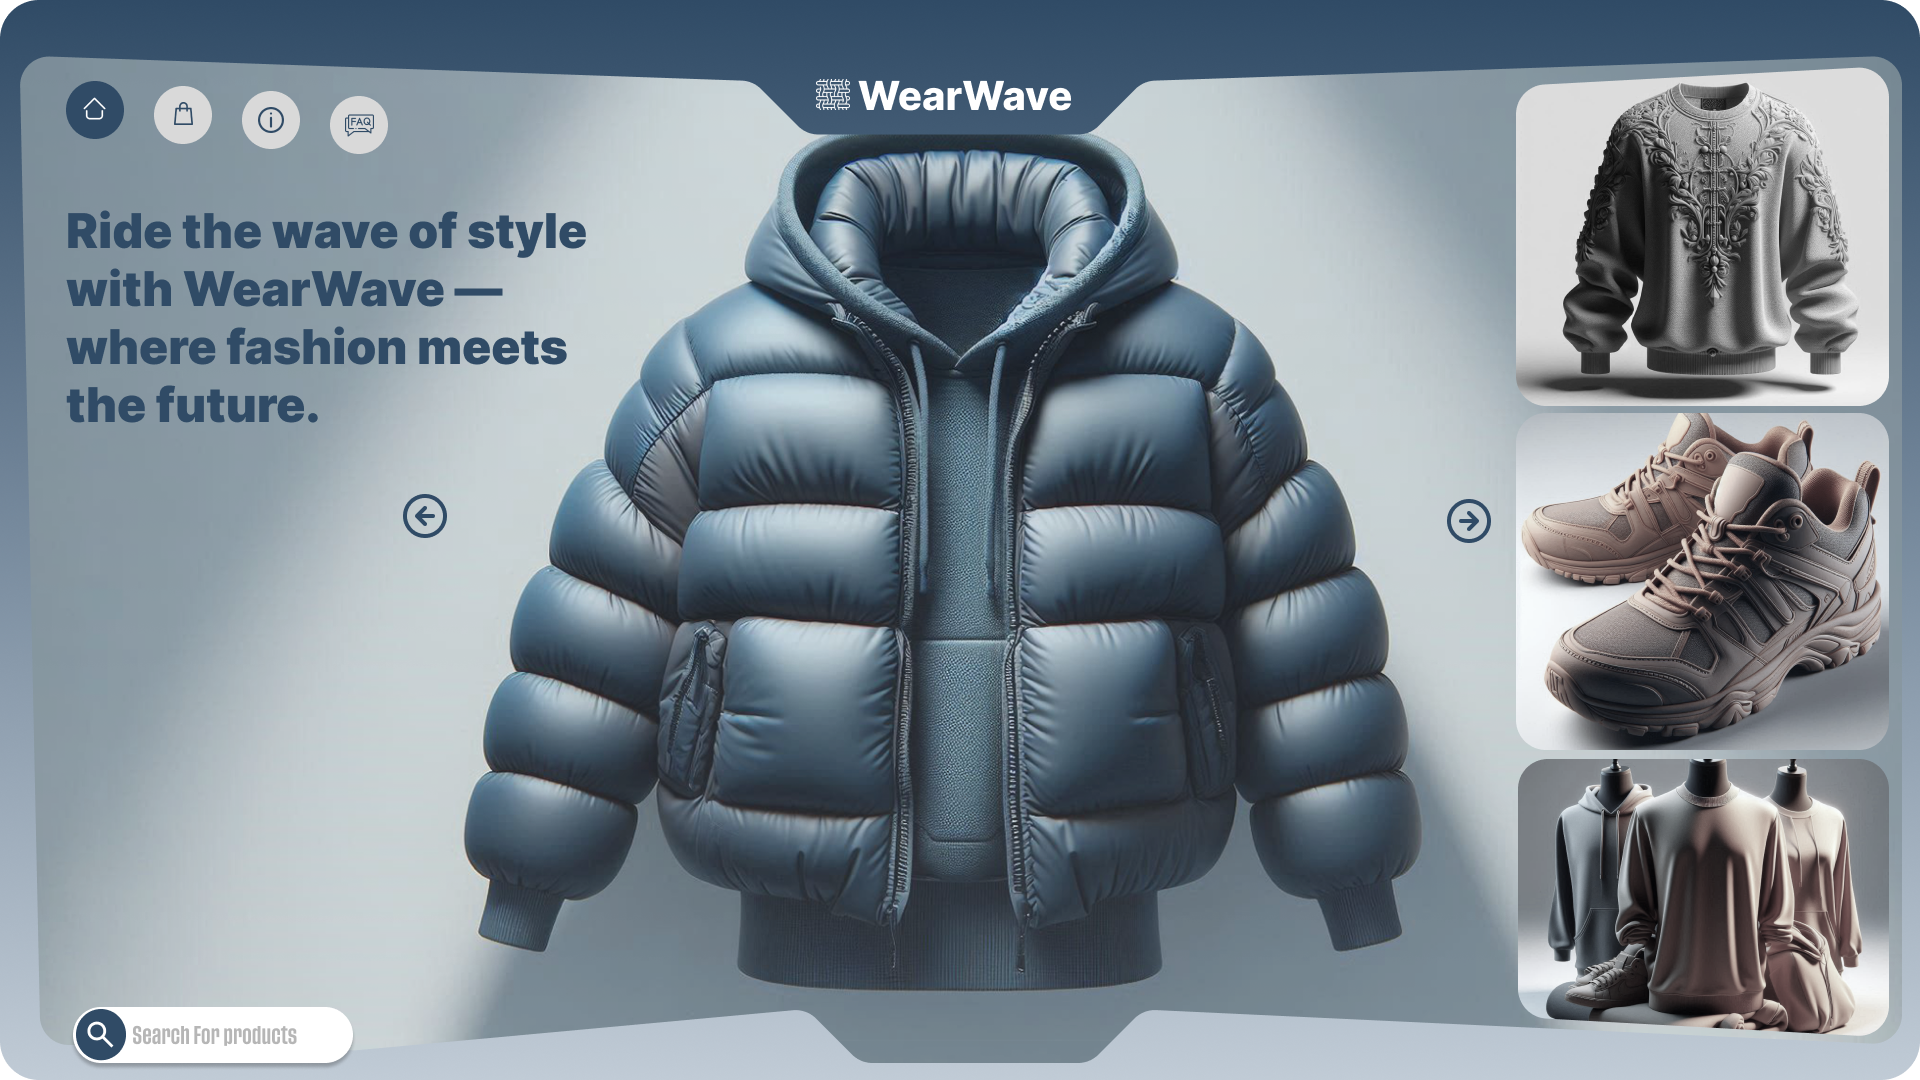 WearWave
FAQ
Ride the wave of style
with WearWave —
where fashion meets
the future.
Search For products